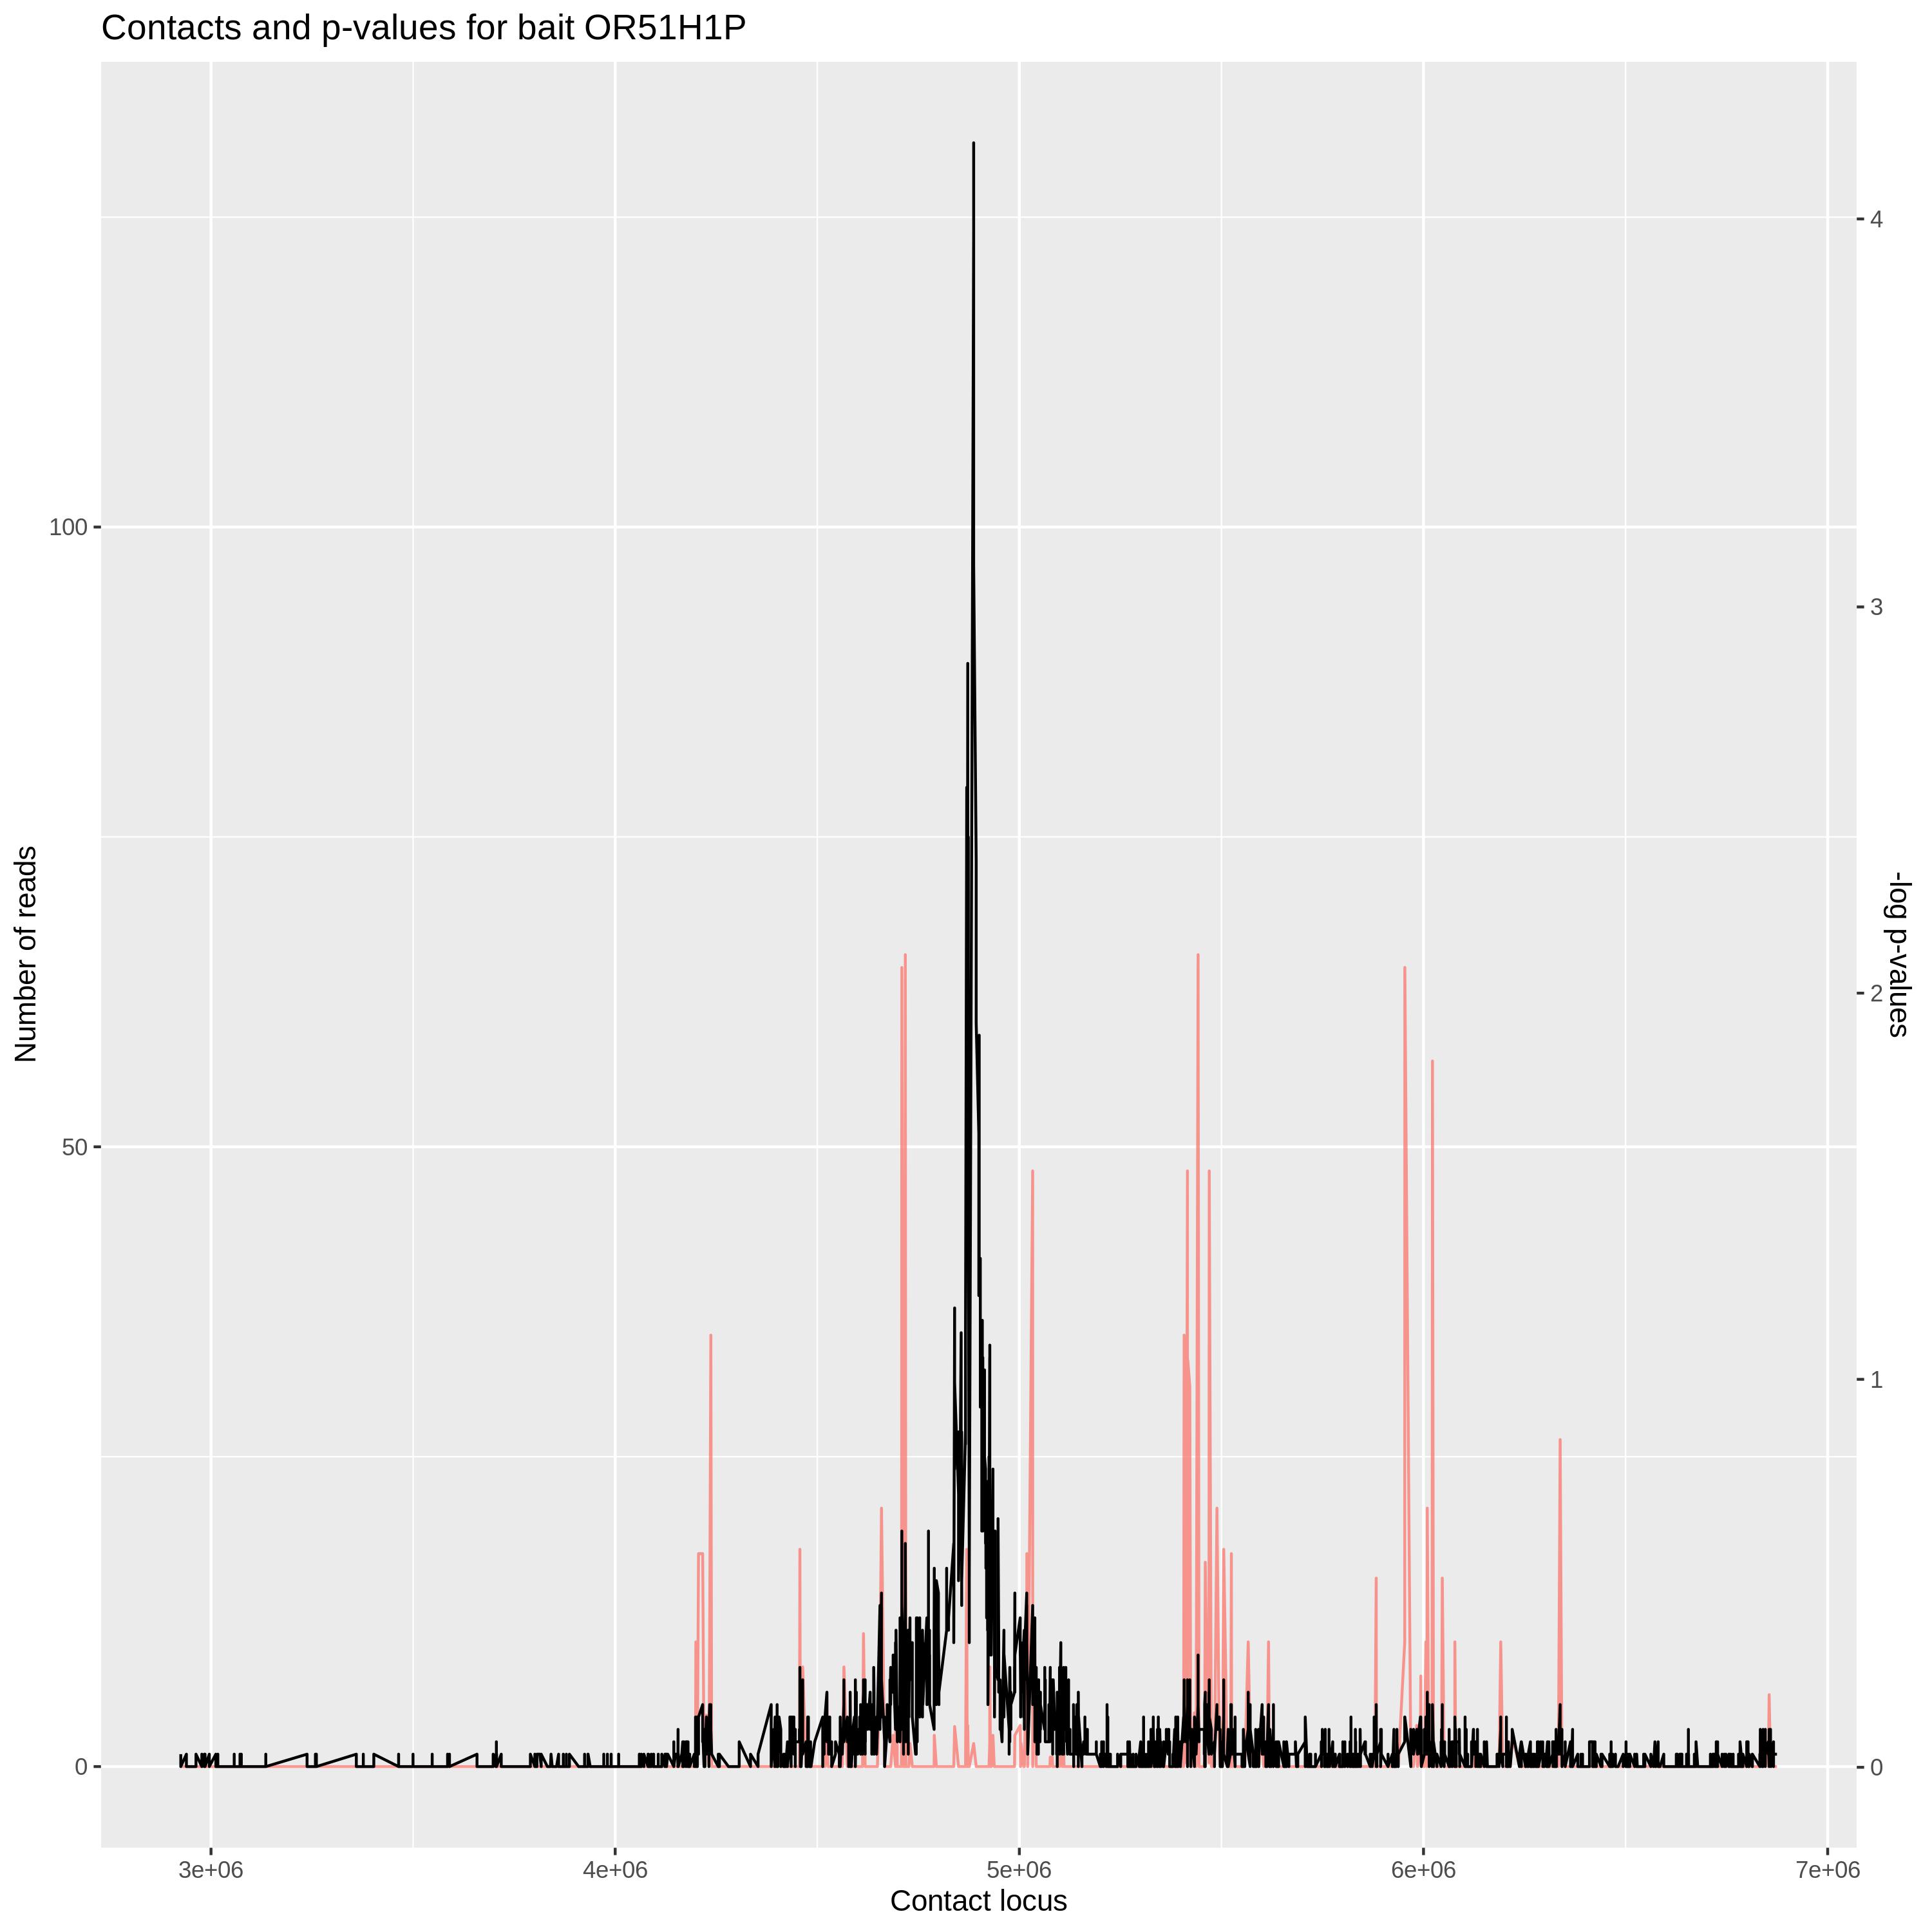 Contacts and p-values for bait OR51H1P
Number of reads
100
50
0
4
3
2
1
0
-log p-values
3e+06
4e+06
5e+06
6e+06
7e+06
Contact locus